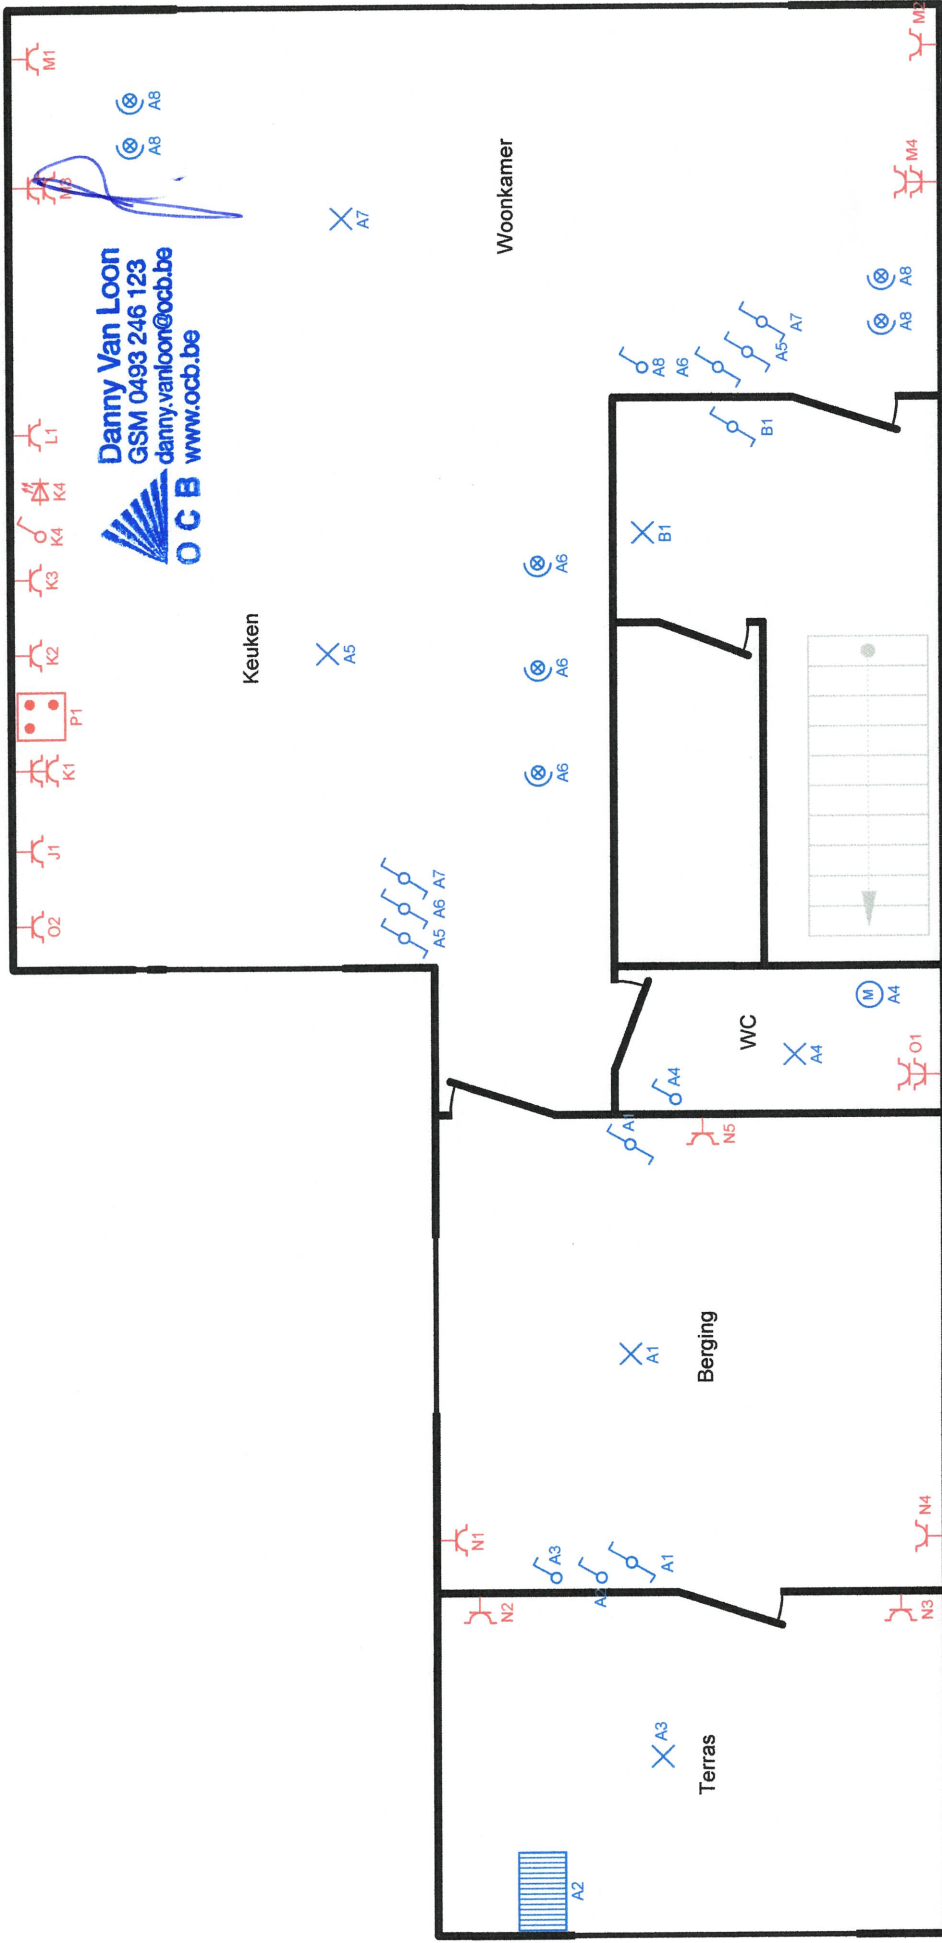 M1
A8
A8
M3
A7
Woonkamer
M2
M4
A8
A8
Danny Van Loon
GSM 0493 246 123
danny.vanloon@ocb.be
O C B www.ocb.be
L1
K4
K4
K3
K2
P1
K1
J1
O2
Keuken
A5
A6
A6
A6
A8
A6
A5
A7
B1
B1
A5
A6
A7
WC
A4
A4
A4
O1
A1
N5
Berging
A1
N1
A3
A2
A1
N4
N2
N3
Terras
A3
A2